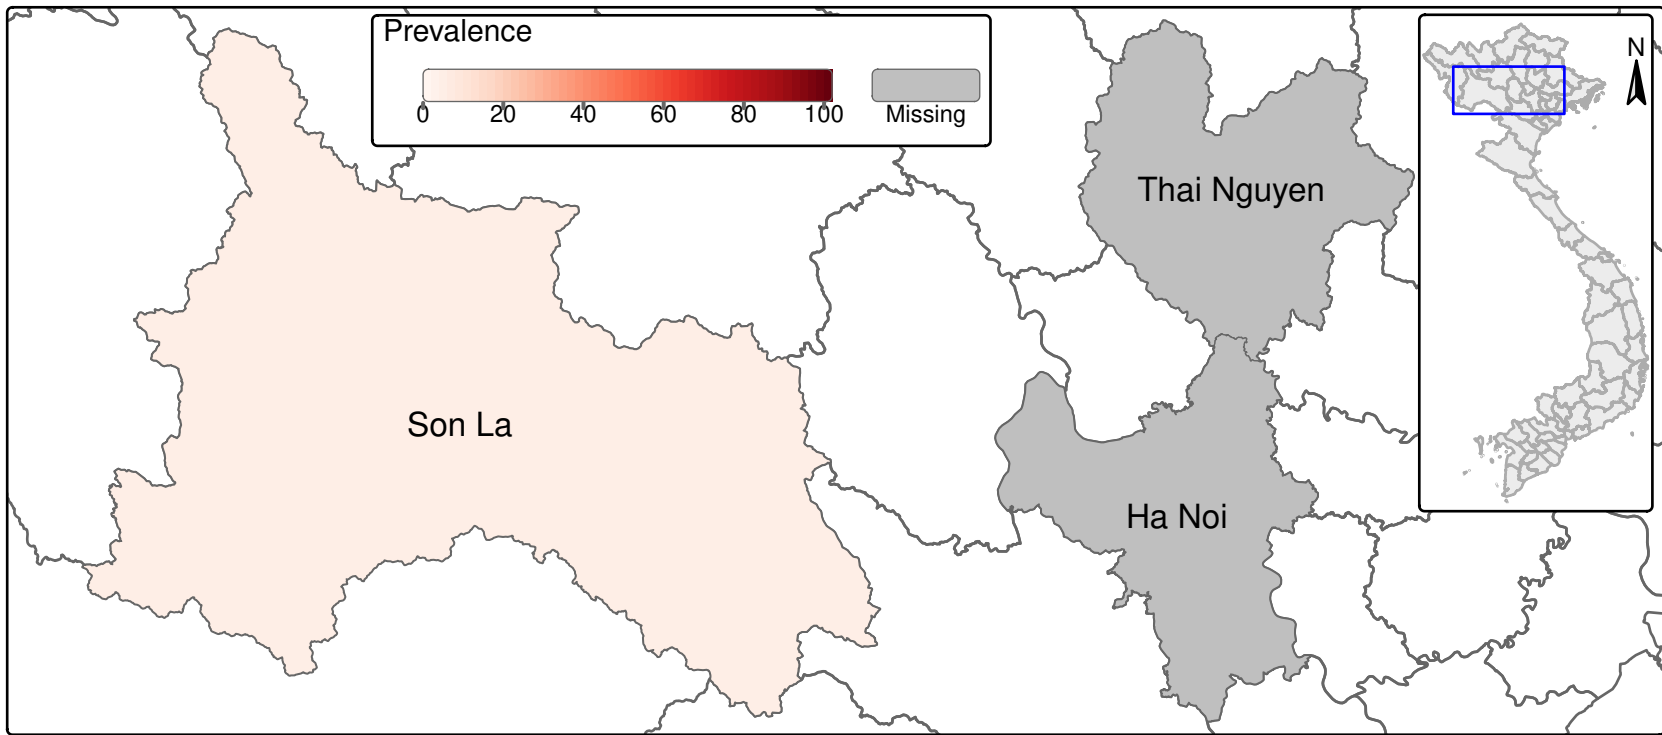 Prevalence
0 20 40 60 80 100
Missing
N
Thai Nguyen
Son La
Ha Noi